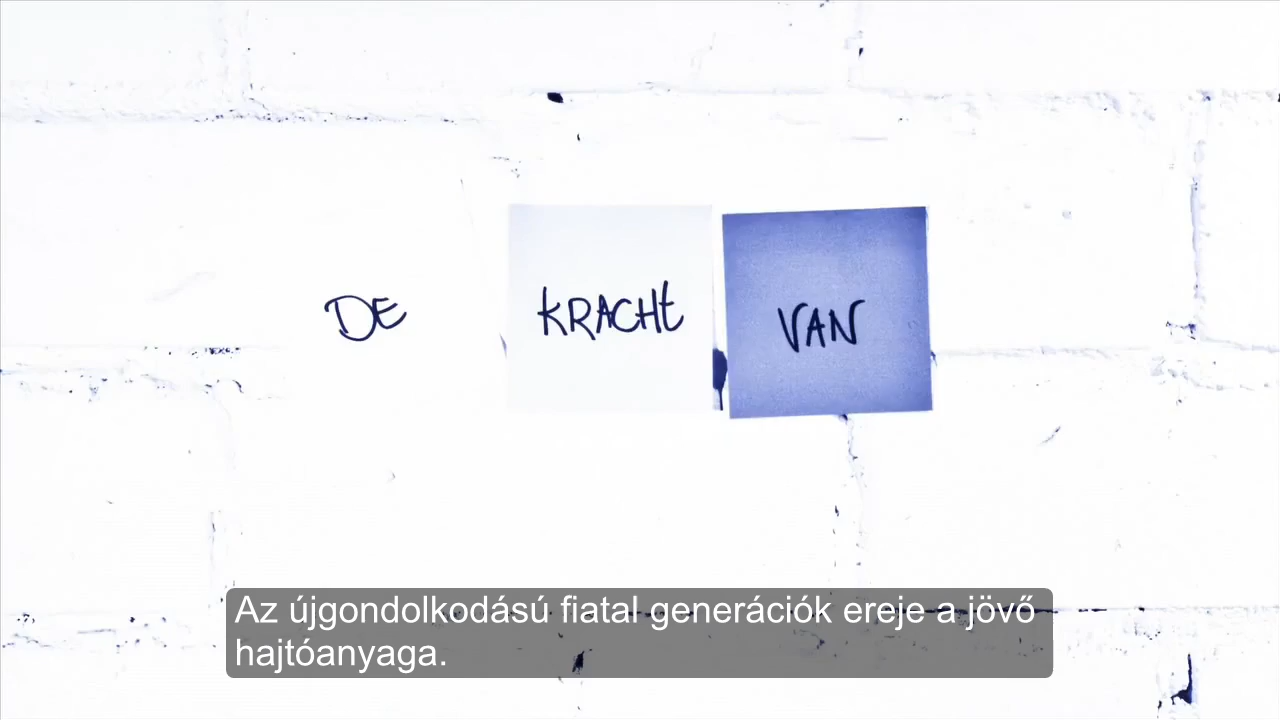 DE KRACHT VAN
Az újgondolkodású fiatal generációk ereje a jövő
hajtóanyaga.